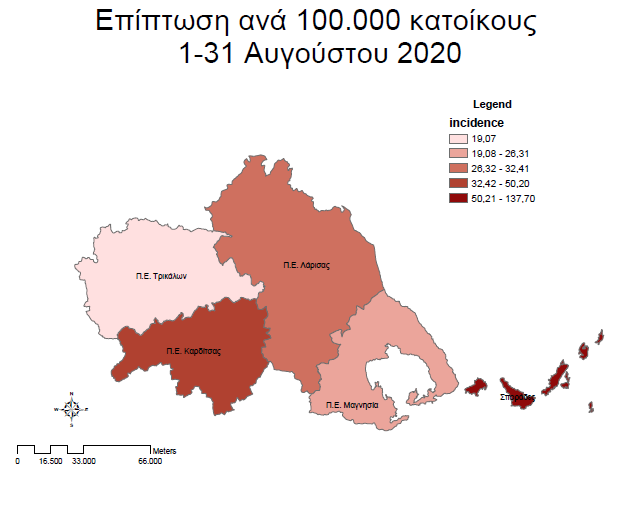 Επίπτωση ανά 100.000 κατοίκους
1-31 Αυγούστου 2020
Legend
incidence
19,07
19,08 - 26,31
26,32 - 32,41
32,42 - 50,20
50,21 - 137,70
Π.Ε. Λάρισας
Π.Ε. Τρικάλων
Π.Ε. Καρδίτσας
Σποράδες
Π.Ε. Μαγνησία
N
W E
S
Meters
0 16.500 33.000 66.000